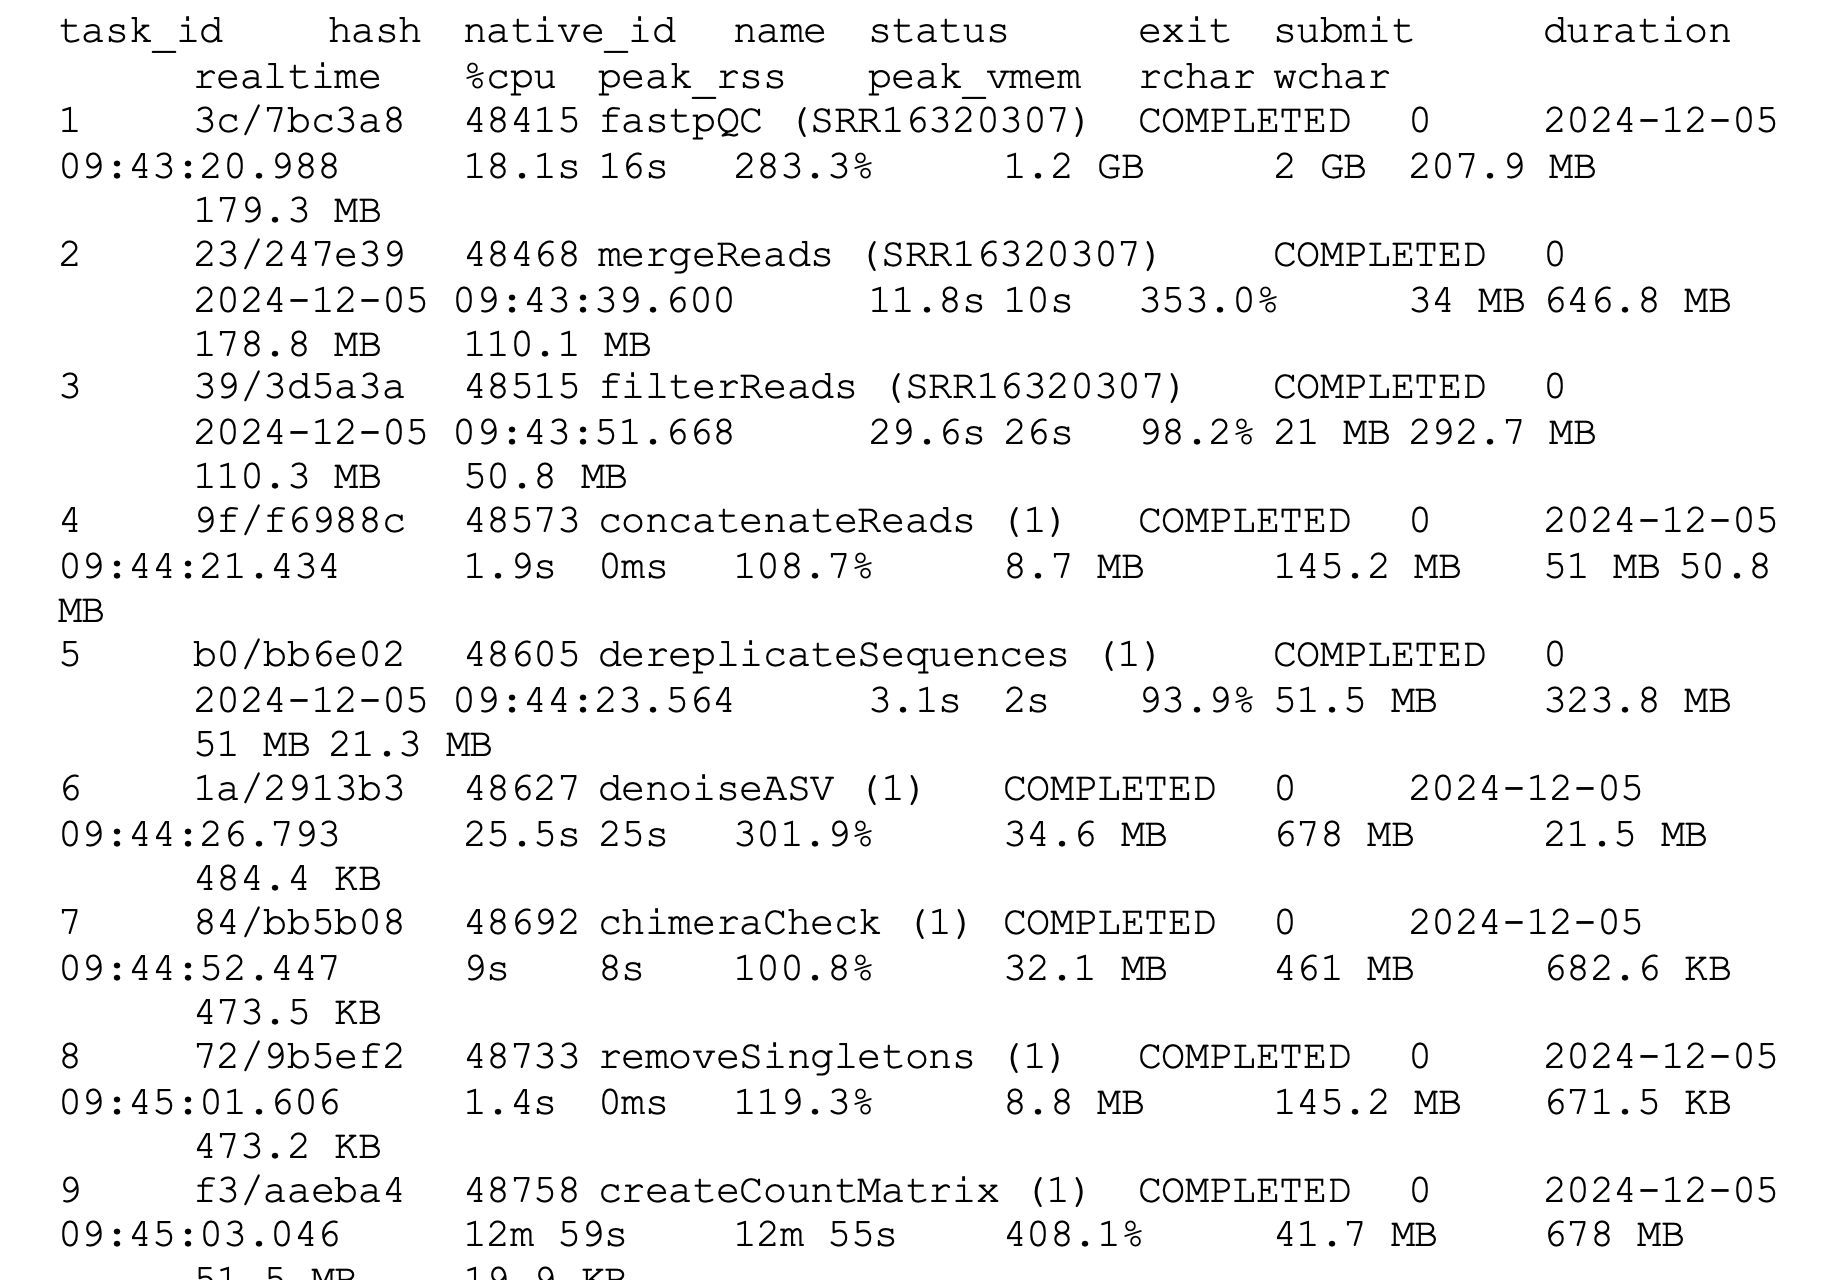 task_id hash native_id name status exit submit duration
realtime %cpu peak_rss peak_vmem rchar wchar
1 3c/7bc3a8 48415 fastpQC (SRR16320307) COMPLETED 0 2024-12-05
09:43:20.988 18.1s 16s 283.3% 1.2 GB 2 GB 207.9 MB
179.3 MB
2 23/247e39 48468 mergeReads (SRR16320307) COMPLETED 0
2024-12-05 09:43:39.600 11.8s 10s 353.0% 34 MB 646.8 MB
178.8 MB 110.1 MB
3 39/3d5a3a 48515 filterReads (SRR16320307) COMPLETED 0
2024-12-05 09:43:51.668 29.6s 26s 98.2% 21 MB 292.7 MB
110.3 MB 50.8 MB
4 9f/f6988c 48573 concatenateReads (1) COMPLETED 0 2024-12-05
09:44:21.434 1.9s 0ms 108.7% 8.7 MB 145.2 MB 51 MB 50.8
MB
5 b0/bb6e02 48605 dereplicateSequences (1) COMPLETED 0
2024-12-05 09:44:23.564 3.1s 2s 93.9% 51.5 MB 323.8 MB
51 MB 21.3 MB
6 1a/2913b3 48627 denoiseASV (1) COMPLETED 0 2024-12-05
09:44:26.793 25.5s 25s 301.9% 34.6 MB 678 MB 21.5 MB
484.4 KB
7 84/bb5b08 48692 chimeraCheck (1) COMPLETED 0 2024-12-05
09:44:52.447 9s 8s 100.8% 32.1 MB 461 MB 682.6 KB
473.5 KB
8 72/9b5ef2 48733 removeSingletons (1) COMPLETED 0 2024-12-05
09:45:01.606 1.4s 0ms 119.3% 8.8 MB 145.2 MB 671.5 KB
473.2 KB
9 f3/aaeba4 48758 createCountMatrix (1) COMPLETED 0 2024-12-05
09:45:03.046 12m 59s 12m 55s 408.1% 41.7 MB 678 MB
51.5 MB 19.9 KB